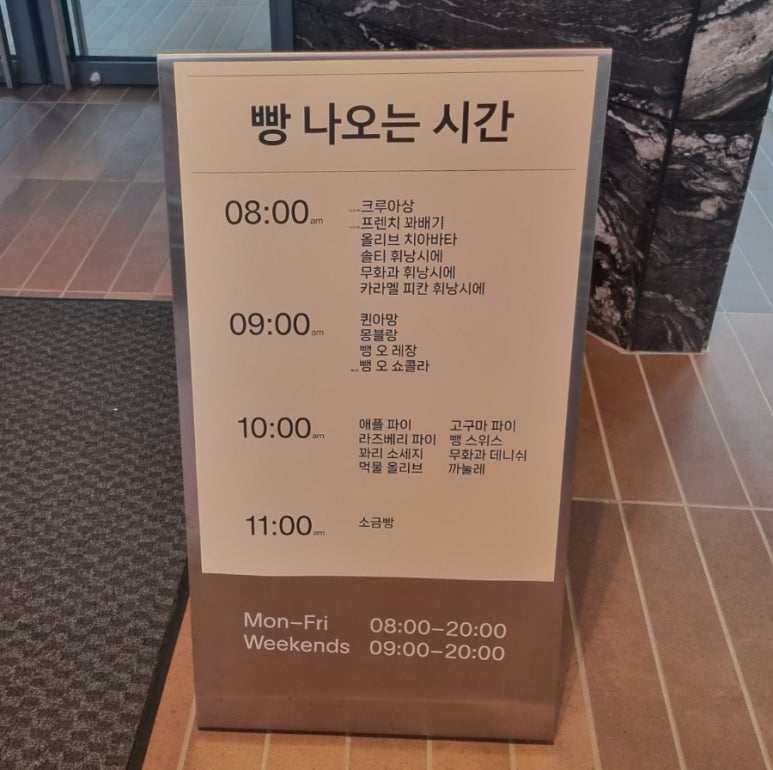 빵 나오는 시간
08:00am
크루아상
프렌치 꽈배기
올리브 치아바타
솔티 휘낭시에
무화과 휘낭시에
카라멜 피칸 휘낭시에
09:00am
퀸아망
몽블랑
뺑 오 레장
뺑 오 쇼콜라
10:00am
애플 파이 고구마 파이
라즈베리 파이 뺑 스위스
꽈리 소세지 무화과 데니쉬
먹물 올리브 까눌레
11:00am
소금빵
Mon–Fri 08:00–20:00
Weekends 09:00–20:00